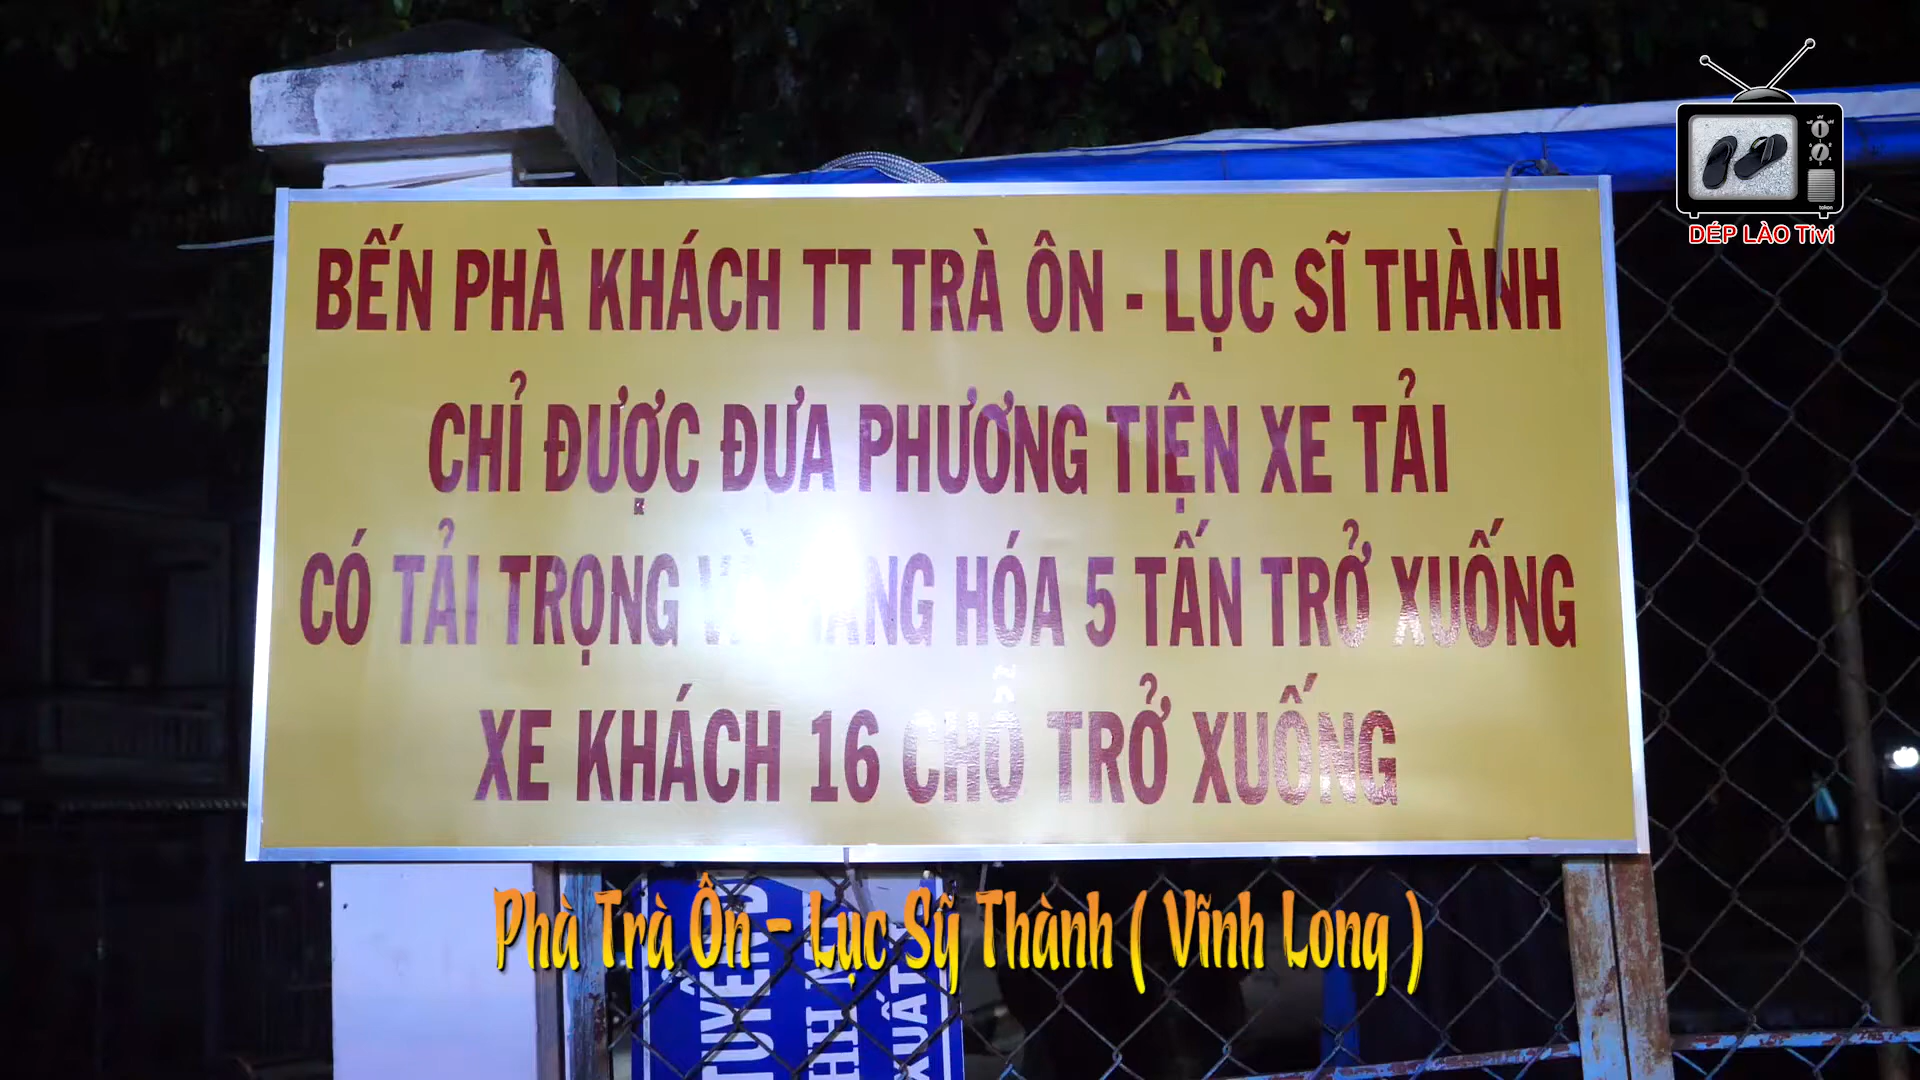 DÉP LÀO Tivi
BẾN PHÀ KHÁCH TT TRÀ ÔN - LỤC SĨ THÀNH
CHỈ ĐƯỢC ĐƯA PHƯƠNG TIỆN XE TẢI
CÓ TẢI TRỌNG VÀ HÀNG HÓA 5 TẤN TRỞ XUỐNG
XE KHÁCH 16 CHỖ TRỞ XUỐNG
Phà Trà Ôn - Lục Sỹ Thành ( Vĩnh Long )